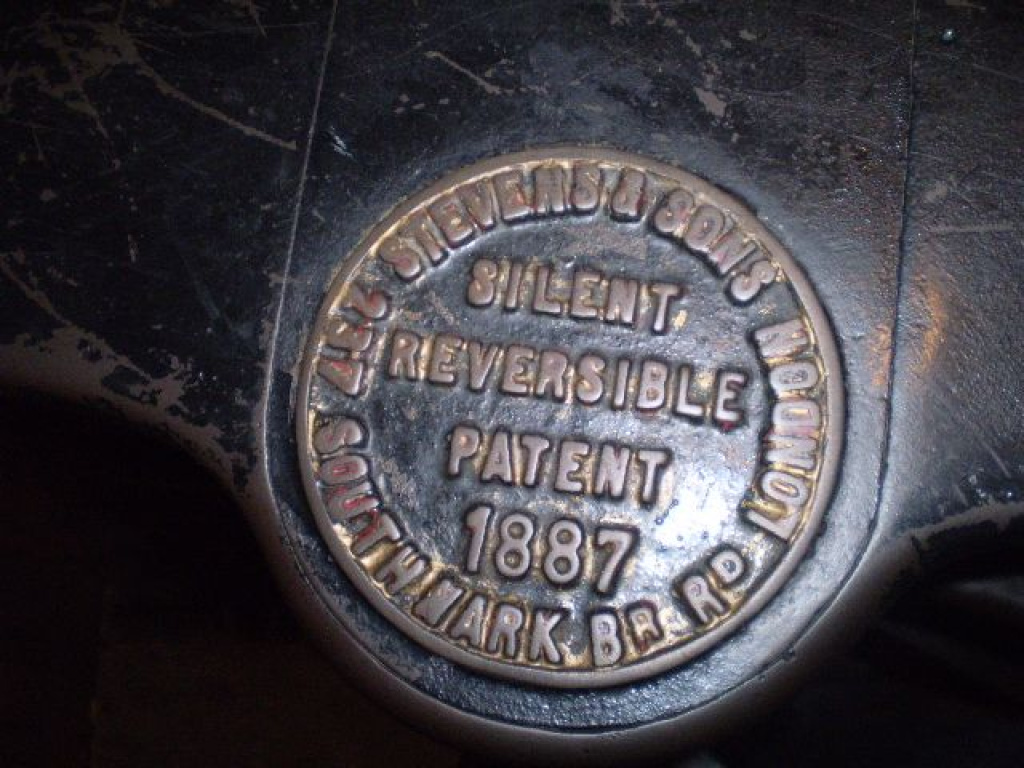 STEVENS & SONS LONDON
SILENT
REVERSIBLE
PATENT
1887
SOUTHWARK BR RD